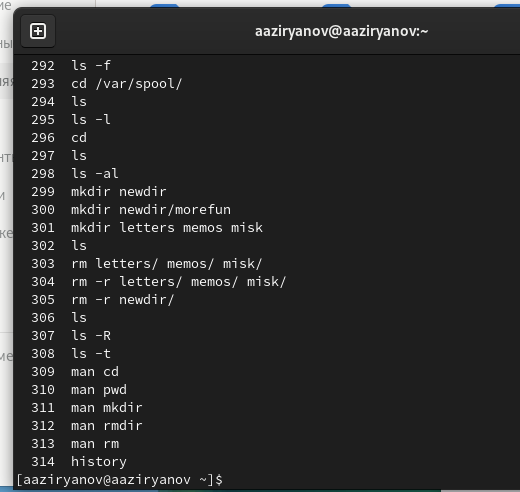 aaziryanov@aaziryanov:~
292 ls -f
293 cd /var/spool/
294 ls
295 ls -l
296 cd
297 ls
298 ls -al
299 mkdir newdir
300 mkdir newdir/morefun
301 mkdir letters memos misk
302 ls
303 rm letters/ memos/ misk/
304 rm -r letters/ memos/ misk/
305 rm -r newdir/
306 ls
307 ls -R
308 ls -t
309 man cd
310 man pwd
311 man mkdir
312 man rmdir
313 man rm
314 history
[aaziryanov@aaziryanov ~]$